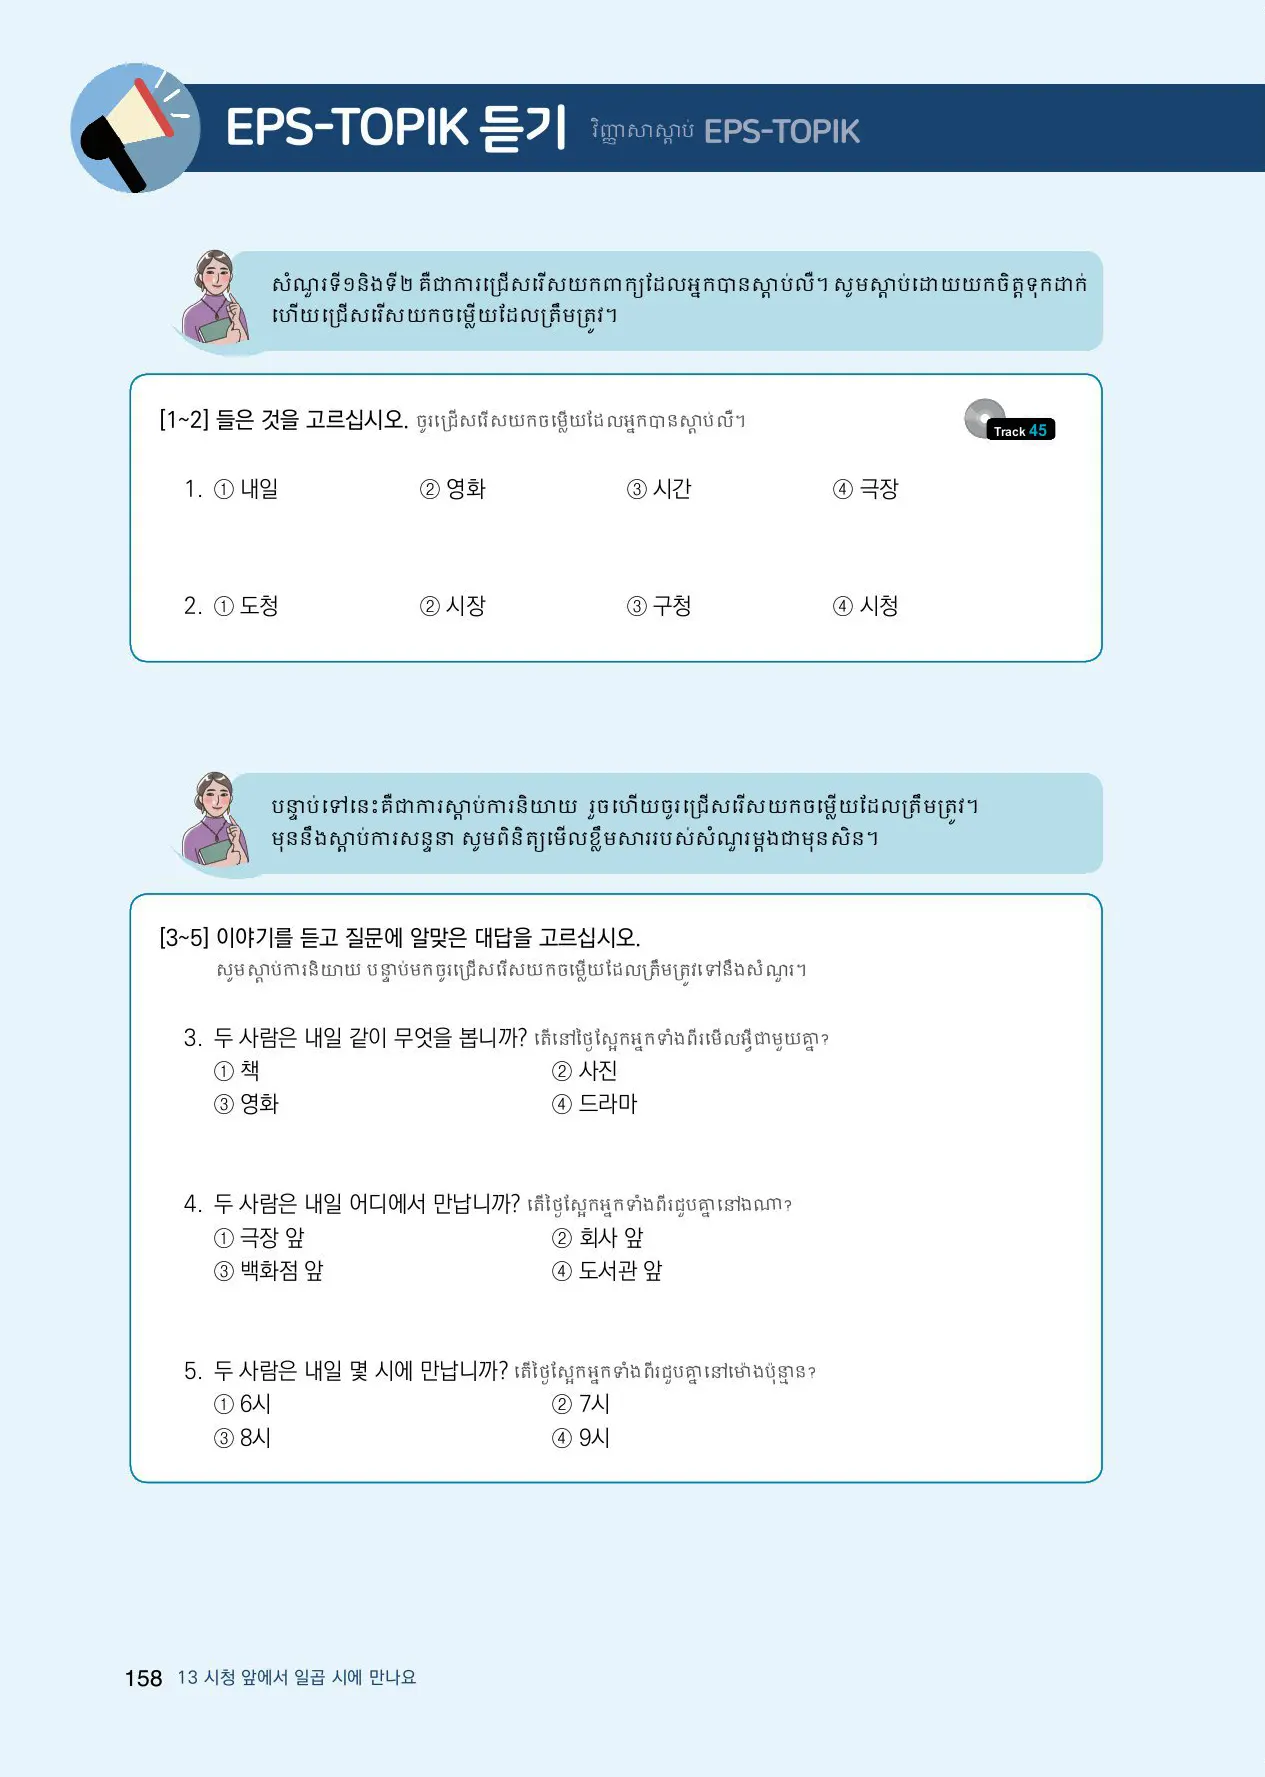 EPS-TOPIK 듣기 វិញ្ញាសាស្តាប់ EPS-TOPIK
សំណួរទី១និងទី២ គឺជាការជ្រើសរើសយកពាក្យដែលអ្នកបានស្តាប់លឺ។ សូមស្តាប់ដោយយកចិត្តទុកដាក់
ហើយជ្រើសរើសយកចម្លើយដែលត្រឹមត្រូវ។
[1~2] 들은 것을 고르십시오. ចូរជ្រើសរើសយកចម្លើយដែលអ្នកបានស្តាប់លឺ។
Track 45
1. ① 내일 ② 영화 ③ 시간 ④ 극장
2. ① 도청 ② 시장 ③ 구청 ④ 시청
បន្ទាប់ទៅនេះគឺជាការស្តាប់ការនិយាយ រួចហើយចូរជ្រើសរើសយកចម្លើយដែលត្រឹមត្រូវ។
មុននឹងស្តាប់ការសន្ទនា សូមពិនិត្យមើលខ្លឹមសាររបស់សំណួរម្តងជាមុនសិន។
[3~5] 이야기를 듣고 질문에 알맞은 대답을 고르십시오.
សូមស្តាប់ការនិយាយ បន្ទាប់មកចូរជ្រើសរើសយកចម្លើយដែលត្រឹមត្រូវទៅនឹងសំណួរ។
3. 두 사람은 내일 같이 무엇을 봅니까? តើនៅថ្ងៃស្អែកអ្នកទាំងពីរមើលអ្វីជាមួយគ្នា?
① 책 ② 사진
③ 영화 ④ 드라마
4. 두 사람은 내일 어디에서 만납니까? តើថ្ងៃស្អែកអ្នកទាំងពីរជួបគ្នានៅឯណា?
① 극장 앞 ② 회사 앞
③ 백화점 앞 ④ 도서관 앞
5. 두 사람은 내일 몇 시에 만납니까? តើថ្ងៃស្អែកអ្នកទាំងពីរជួបគ្នានៅម៉ោងប៉ុន្មាន?
① 6시 ② 7시
③ 8시 ④ 9시
158 13 시청 앞에서 일곱 시에 만나요